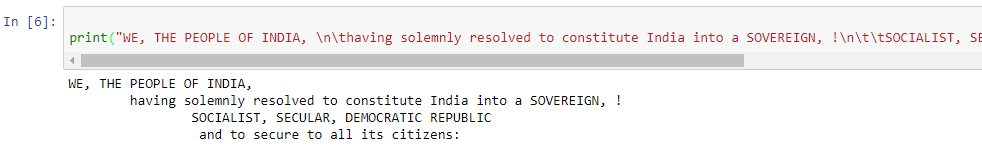 In [6]:
print("WE, THE PEOPLE OF INDIA, \n\thaving solemnly resolved to constitute India into a SOVEREIGN, !\n\t\tSOCIALIST, SE
WE, THE PEOPLE OF INDIA,
having solemnly resolved to constitute India into a SOVEREIGN, !
SOCIALIST, SECULAR, DEMOCRATIC REPUBLIC
and to secure to all its citizens: